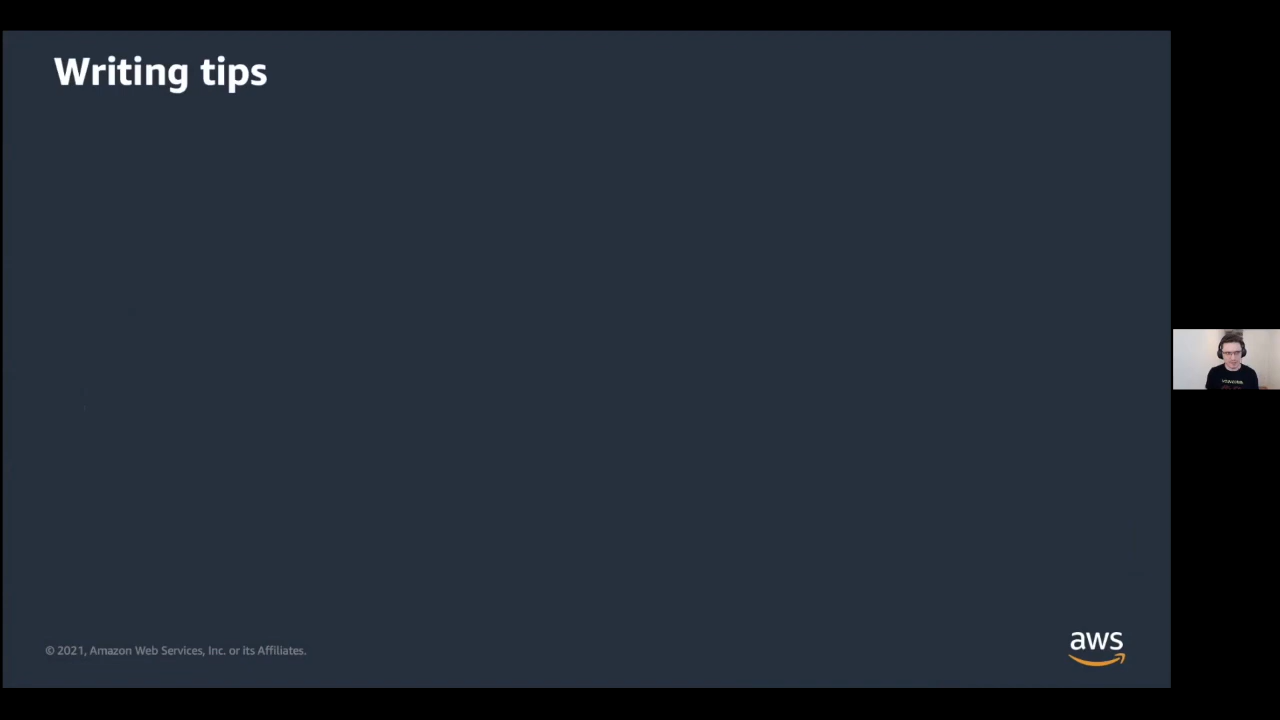 Writing tips
© 2021, Amazon Web Services, Inc. or its Affiliates.
aws